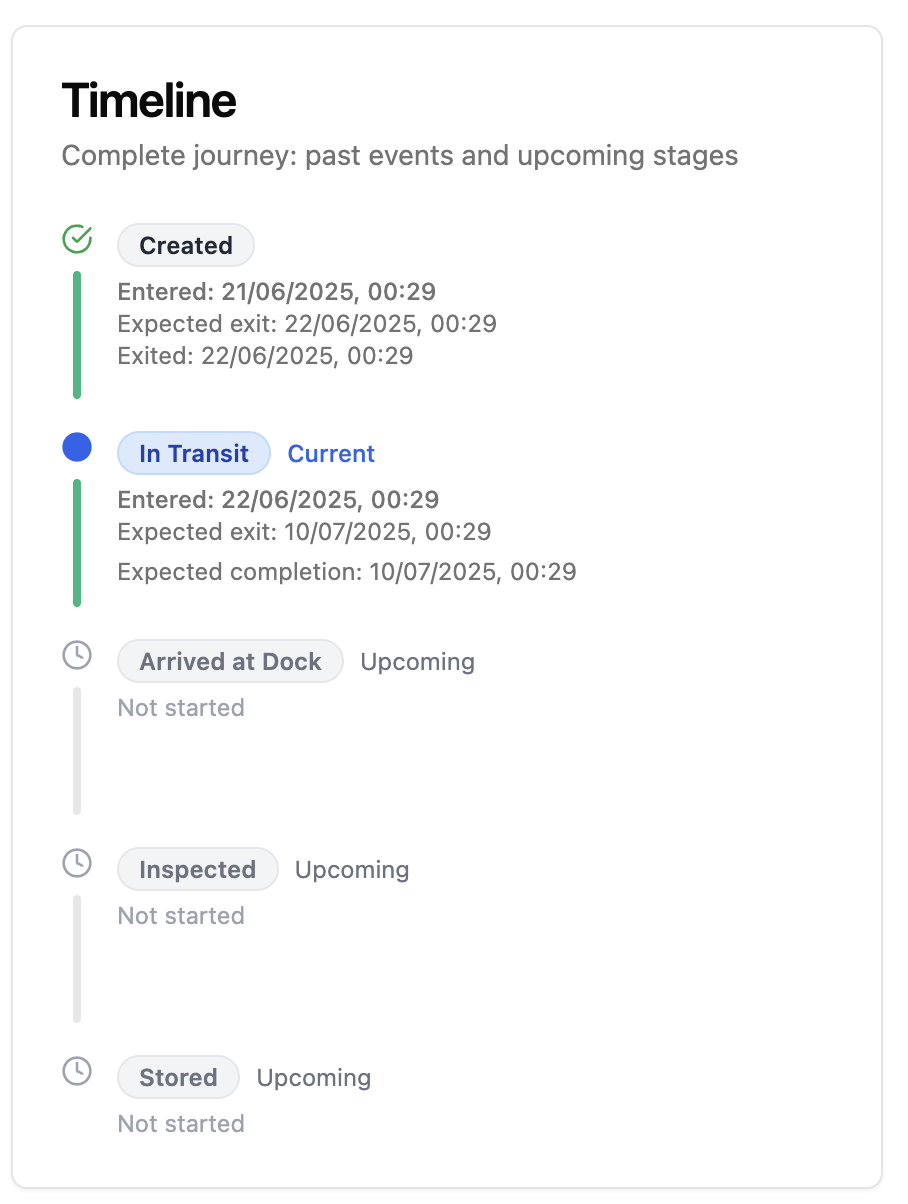 Timeline
Complete journey: past events and upcoming stages
Created
Entered: 21/06/2025, 00:29
Expected exit: 22/06/2025, 00:29
Exited: 22/06/2025, 00:29
In Transit Current
Entered: 22/06/2025, 00:29
Expected exit: 10/07/2025, 00:29
Expected completion: 10/07/2025, 00:29
Arrived at Dock Upcoming
Not started
Inspected Upcoming
Not started
Stored Upcoming
Not started